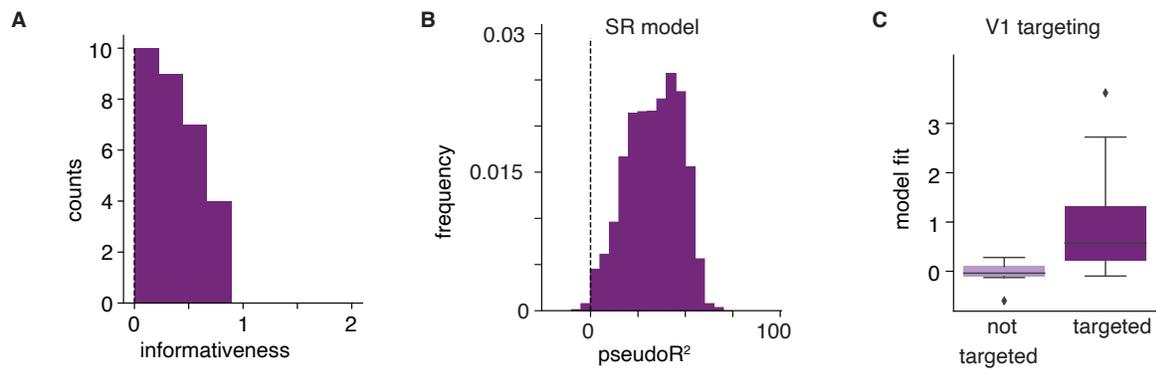 A
10
8
6
4
2
0
counts
0
1
2
informativeness
B
SR model
0.03
0.015
0
frequency
0
100
pseudoR²
C
V1 targeting
3
2
1
0
model fit
not
targeted
targeted